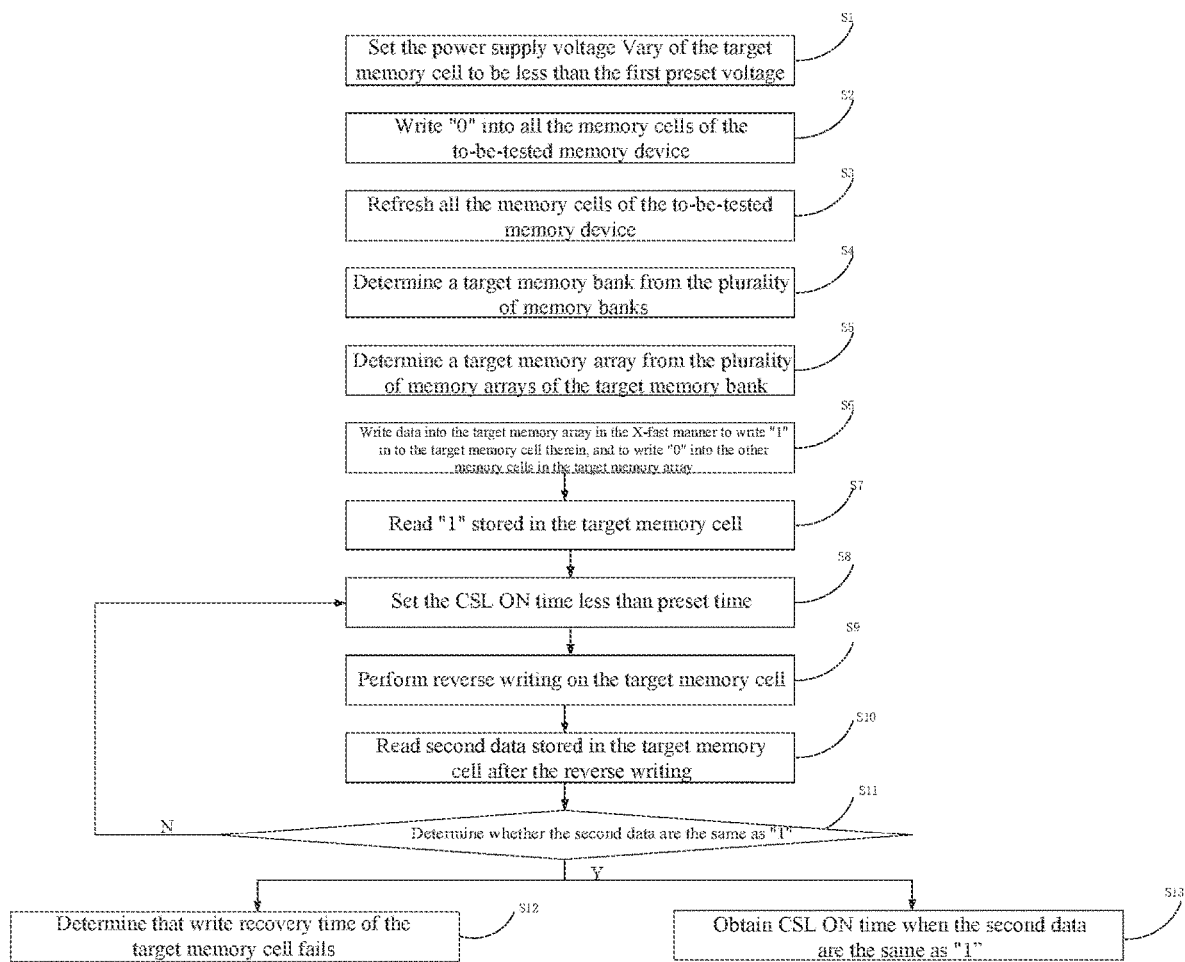 S1
Set the power supply voltage Vary of the target
memory cell to be less than the first preset voltage
S2
Write "0" into all the memory cells of the
to-be-tested memory device
S3
Refresh all the memory cells of the to-be-tested
memory device
S4
Determine a target memory bank from the plurality
of memory banks
S5
Determine a target memory array from the plurality
of memory arrays of the target memory bank
S6
Write data into the target memory array in the X-fast manner to write "1"
in to the target memory cell therein, and to write "0" into the other
memory cells in the target memory array
S7
Read "1" stored in the target memory cell
S8
Set the CSL ON time less than preset time
S9
Perform reverse writing on the target memory cell
S10
Read second data stored in the target memory
cell after the reverse writing
S11
Determine whether the second data are the same as "1"
N
Y
S12
Determine that write recovery time of the
target memory cell fails
S13
Obtain CSL ON time when the second data
are the same as "1"